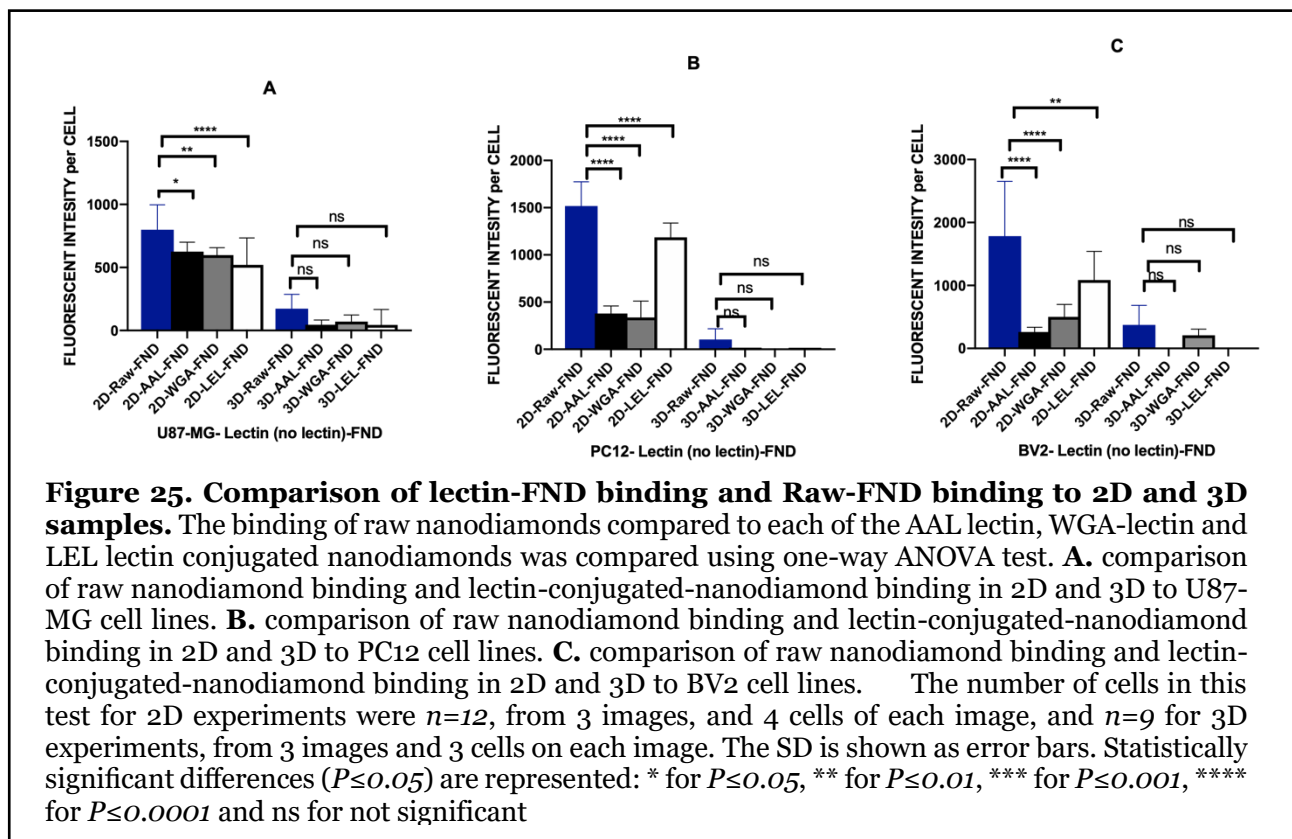 A
FLUORESCENT INTESITY per CELL
1500
1000
500
0
****
**
*
ns
ns
ns
2D-Raw-FND
2D-AAL-FND
2D-WGA-FND
2D-LEL-FND
3D-Raw-FND
3D-AAL-FND
3D-WGA-FND
3D-LEL-FND
U87-MG- Lectin (no lectin)-FND
B
FLUORESCENT INTESITY per CELL
2000
1500
1000
500
0
****
****
****
ns
ns
ns
2D-Raw-FND
2D-AAL-FND
2D-WGA-FND
2D-LEL-FND
3D-Raw-FND
3D-AAL-FND
3D-WGA-FND
3D-LEL-FND
PC12- Lectin (no lectin)-FND
C
FLUORESCENT INTESITY per CELL
3000
2000
1000
0
**
****
****
ns
ns
ns
2D-Raw-FND
2D-AAL-FND
2D-WGA-FND
2D-LEL-FND
3D-Raw-FND
3D-AAL-FND
3D-WGA-FND
3D-LEL-FND
BV2- Lectin (no lectin)-FND
Figure 25. Comparison of lectin-FND binding and Raw-FND binding to 2D and 3D
samples. The binding of raw nanodiamonds compared to each of the AAL lectin, WGA-lectin and
LEL lectin conjugated nanodiamonds was compared using one-way ANOVA test. A. comparison
of raw nanodiamond binding and lectin-conjugated-nanodiamond binding in 2D and 3D to U87-
MG cell lines. B. comparison of raw nanodiamond binding and lectin-conjugated-nanodiamond
binding in 2D and 3D to PC12 cell lines. C. comparison of raw nanodiamond binding and lectin-
conjugated-nanodiamond binding in 2D and 3D to BV2 cell lines. The number of cells in this
test for 2D experiments were n=12, from 3 images, and 4 cells of each image, and n=9 for 3D
experiments, from 3 images and 3 cells on each image. The SD is shown as error bars. Statistically
significant differences (P≤0.05) are represented: * for P≤0.05, ** for P≤0.01, *** for P≤0.001, ****
for P≤0.0001 and ns for not significant